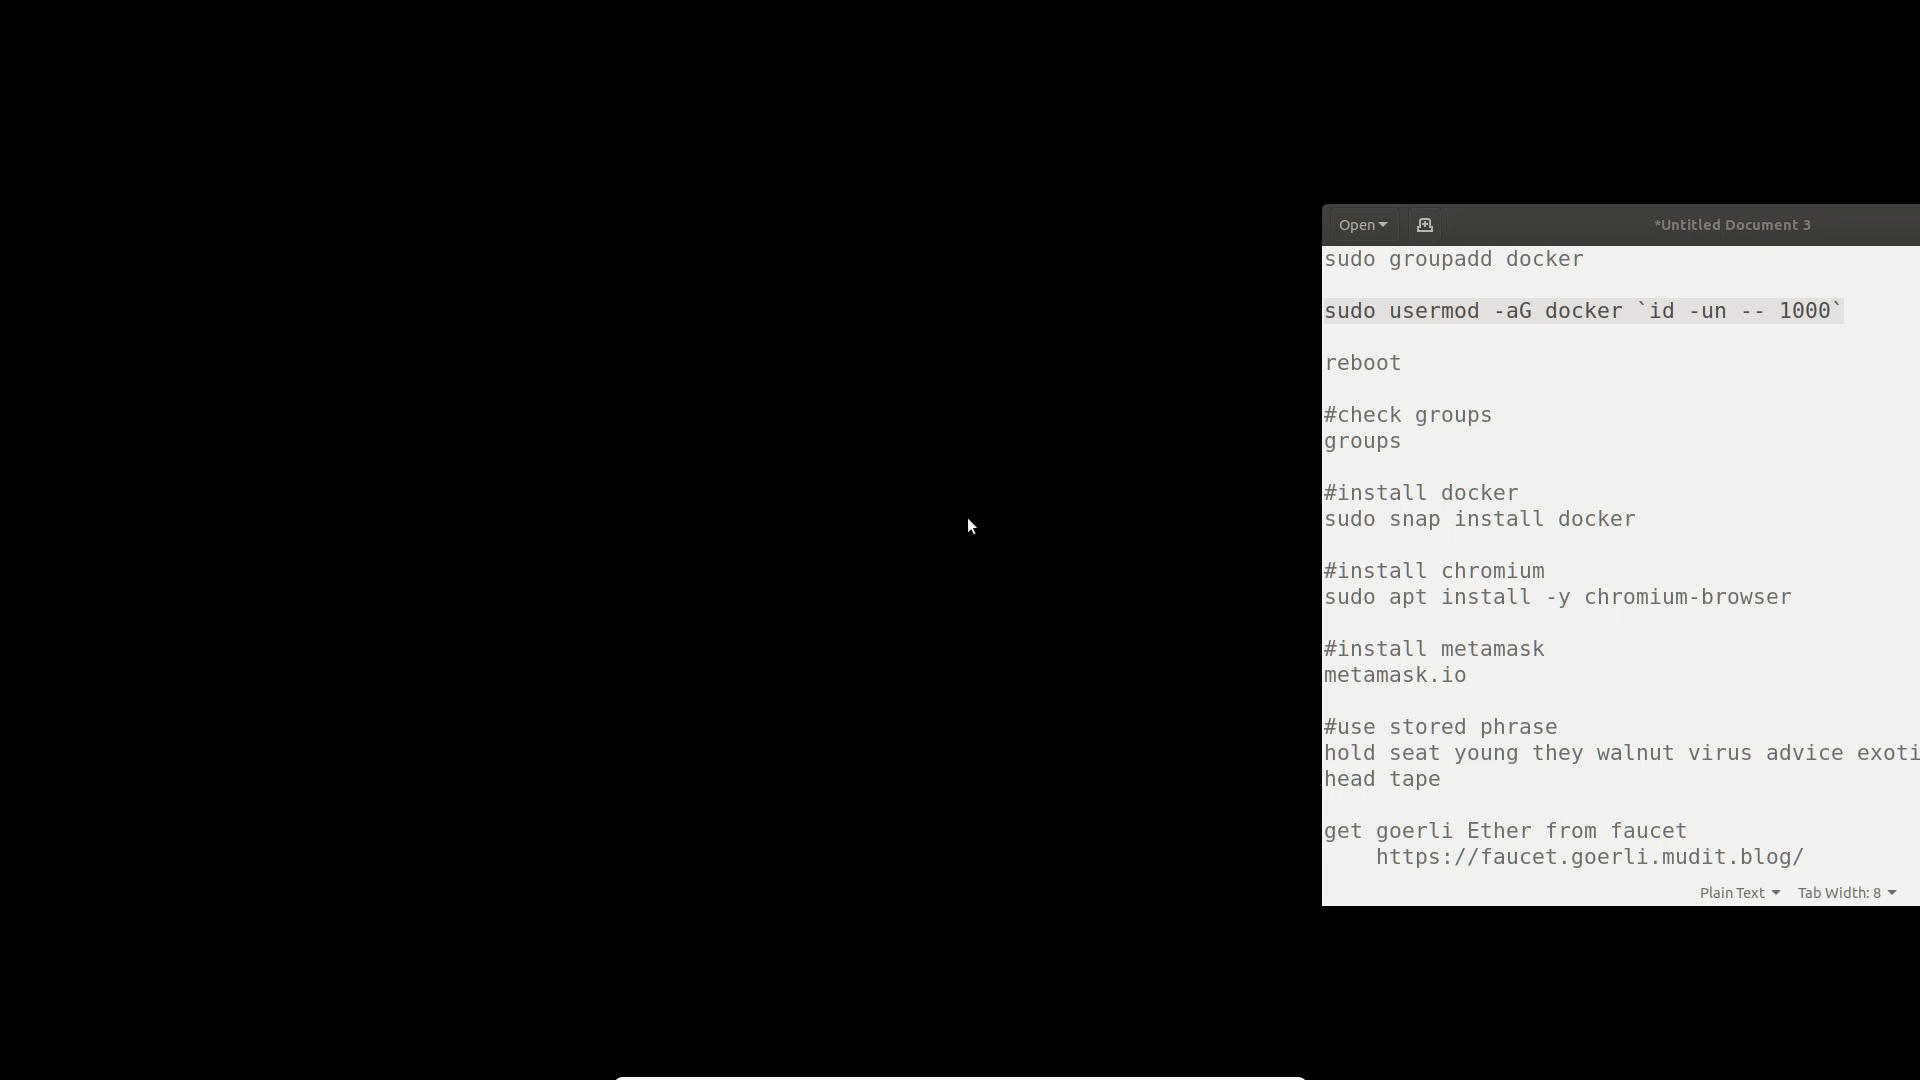 Open
*Untitled Document 3
sudo groupadd docker
sudo usermod -aG docker `id -un -- 1000`
reboot
#check groups
groups
#install docker
sudo snap install docker
#install chromium
sudo apt install -y chromium-browser
#install metamask
metamask.io
#use stored phrase
hold seat young they walnut virus advice exoti
head tape
get goerli Ether from faucet
https://faucet.goerli.mudit.blog/
Plain Text
Tab Width: 8